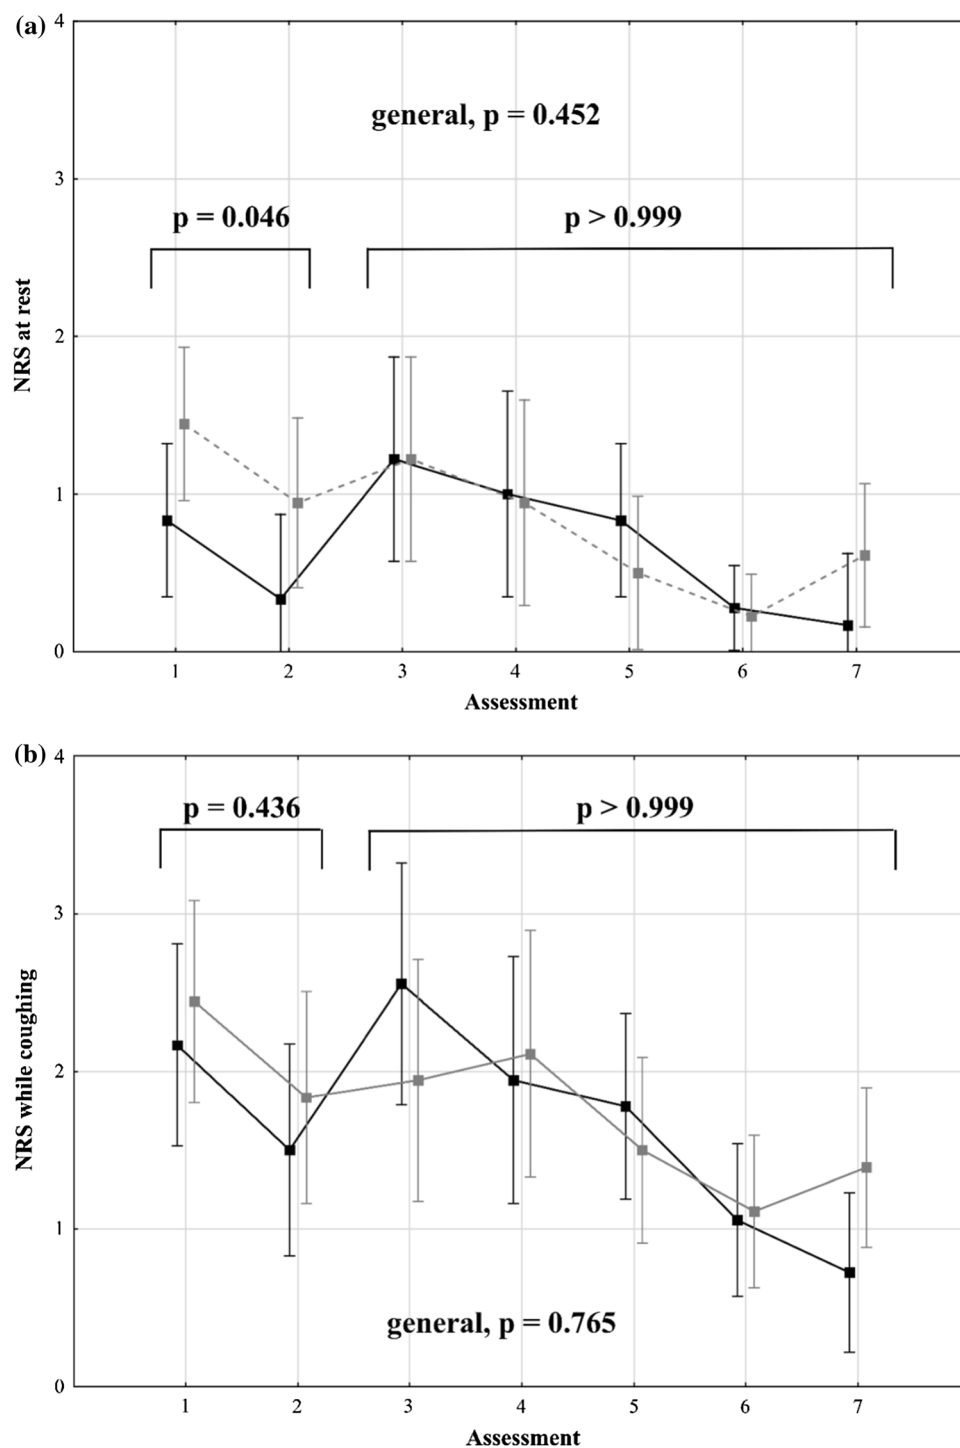 (a)
4
general, p = 0.452
3
p = 0.046
p > 0.999
NRS at rest
2
1
0
1 2 3 4 5 6 7
Assessment
(b)
4
p = 0.436
p > 0.999
3
NRS while coughing
2
1
general, p = 0.765
0
1 2 3 4 5 6 7
Assessment